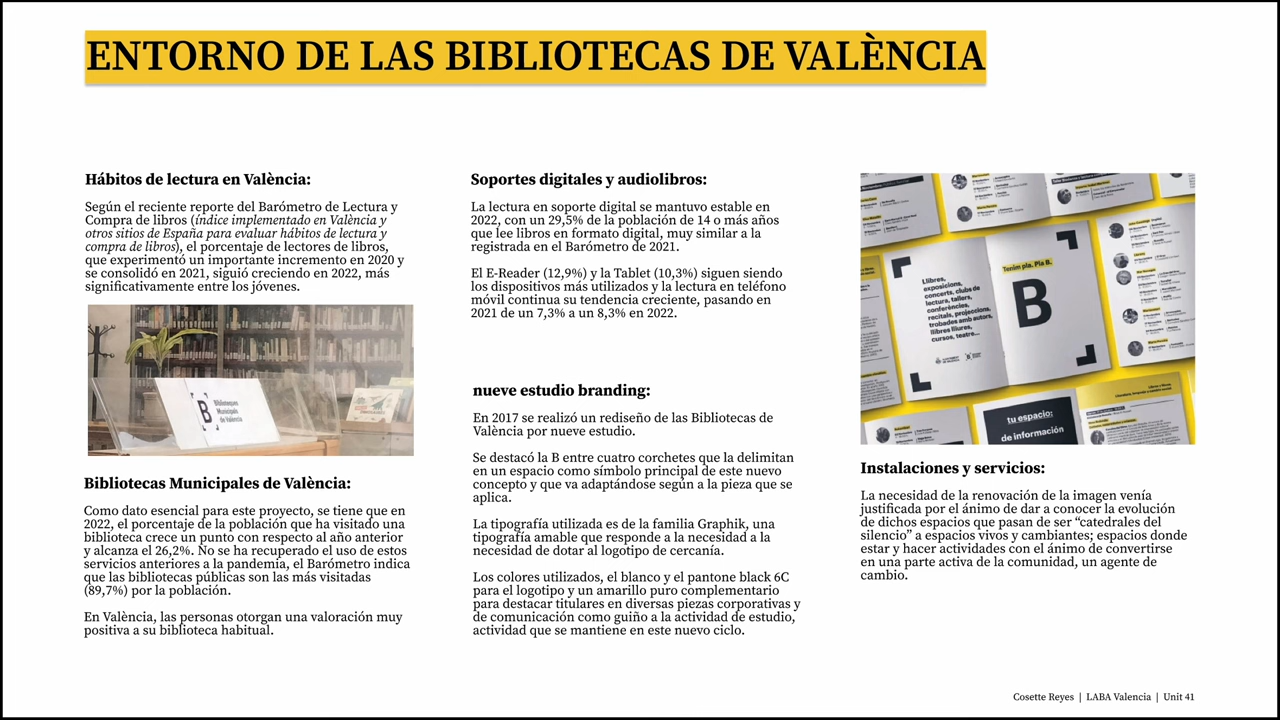 ENTORNO DE LAS BIBLIOTECAS DE VALÈNCIA
Hábitos de lectura en València:
Según el reciente reporte del Barómetro de Lectura y
Compra de libros (índice implementado en València y
otros sitios de España para evaluar hábitos de lectura y
compra de libros), el porcentaje de lectores de libros,
que experimentó un importante incremento en 2020 y
se consolidó en 2021, siguió creciendo en 2022, más
significativamente entre los jóvenes.
B
Biblioteques
Municipals
de València
Bibliotecas Municipales de València:
Como dato esencial para este proyecto, se tiene que en
2022, el porcentaje de la población que ha visitado una
biblioteca crece un punto con respecto al año anterior
y alcanza el 26,2%. No se ha recuperado el uso de estos
servicios anteriores a la pandemia, el Barómetro indica
que las bibliotecas públicas son las más visitadas
(89,7%) por la población.
En València, las personas otorgan una valoración muy
positiva a su biblioteca habitual.
Soportes digitales y audiolibros:
La lectura en soporte digital se mantuvo estable en
2022, con un 29,5% de la población de 14 o más años
que lee libros en formato digital, muy similar a la
registrada en el Barómetro de 2021.
El E-Reader (12,9%) y la Tablet (10,3%) siguen siendo
los dispositivos más utilizados y la lectura en teléfono
móvil continua su tendencia creciente, pasando en
2021 de un 7,3% a un 8,3% en 2022.
nueve estudio branding:
En 2017 se realizó un rediseño de las Bibliotecas de
València por nueve estudio.
Se destacó la B entre cuatro corchetes que la delimitan
en un espacio como símbolo principal de este nuevo
concepto y que va adaptándose según a la pieza que se
aplica.
La tipografía utilizada es de la familia Graphik, una
tipografía amable que responde a la necesidad a la
necesidad de dotar al logotipo de cercanía.
Los colores utilizados, el blanco y el pantone black 6C
para el logotipo y un amarillo puro complementario
para destacar titulares en diversas piezas corporativas y
de comunicación como guiño a la actividad de estudio,
actividad que se mantiene en este nuevo ciclo.
Llibres,
exposicions,
concerts, clubs de
lectura, tallers,
conferències,
recitals, projeccions,
trobades amb autors,
llibres lliures,
cursos, teatre...
Tenim pla. Pla B.
B
tu espacio:
de información
Instalaciones y servicios:
La necesidad de la renovación de la imagen venía
justificada por el ánimo de dar a conocer la evolución
de dichos espacios que pasan de ser “catedrales del
silencio” a espacios vivos y cambiantes; espacios donde
estar y hacer actividades con el ánimo de convertirse
en una parte activa de la comunidad, un agente de
cambio.
Cosette Reyes | LABA Valencia | Unit 41